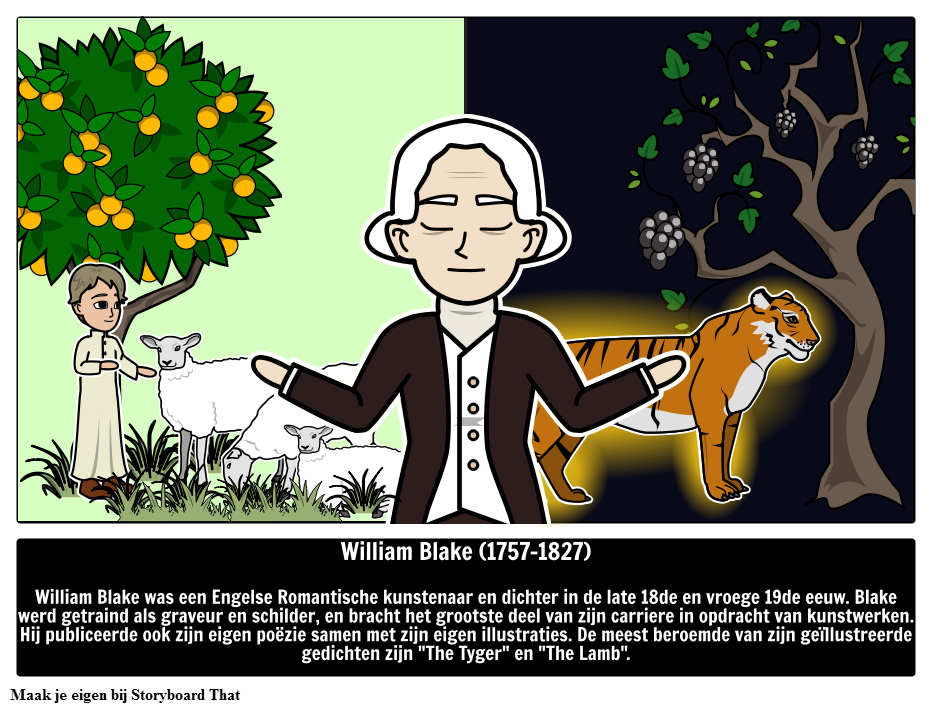 William Blake (1757-1827)
William Blake was een Engelse Romantische kunstenaar en dichter in de late 18de en vroege 19de eeuw. Blake
werd getraind als graveur en schilder, en bracht het grootste deel van zijn carriere in opdracht van kunstwerken.
Hij publiceerde ook zijn eigen poëzie samen met zijn eigen illustraties. De meest beroemde van zijn geïllustreerde
gedichten zijn "The Tyger" en "The Lamb".
Maak je eigen bij Storyboard That